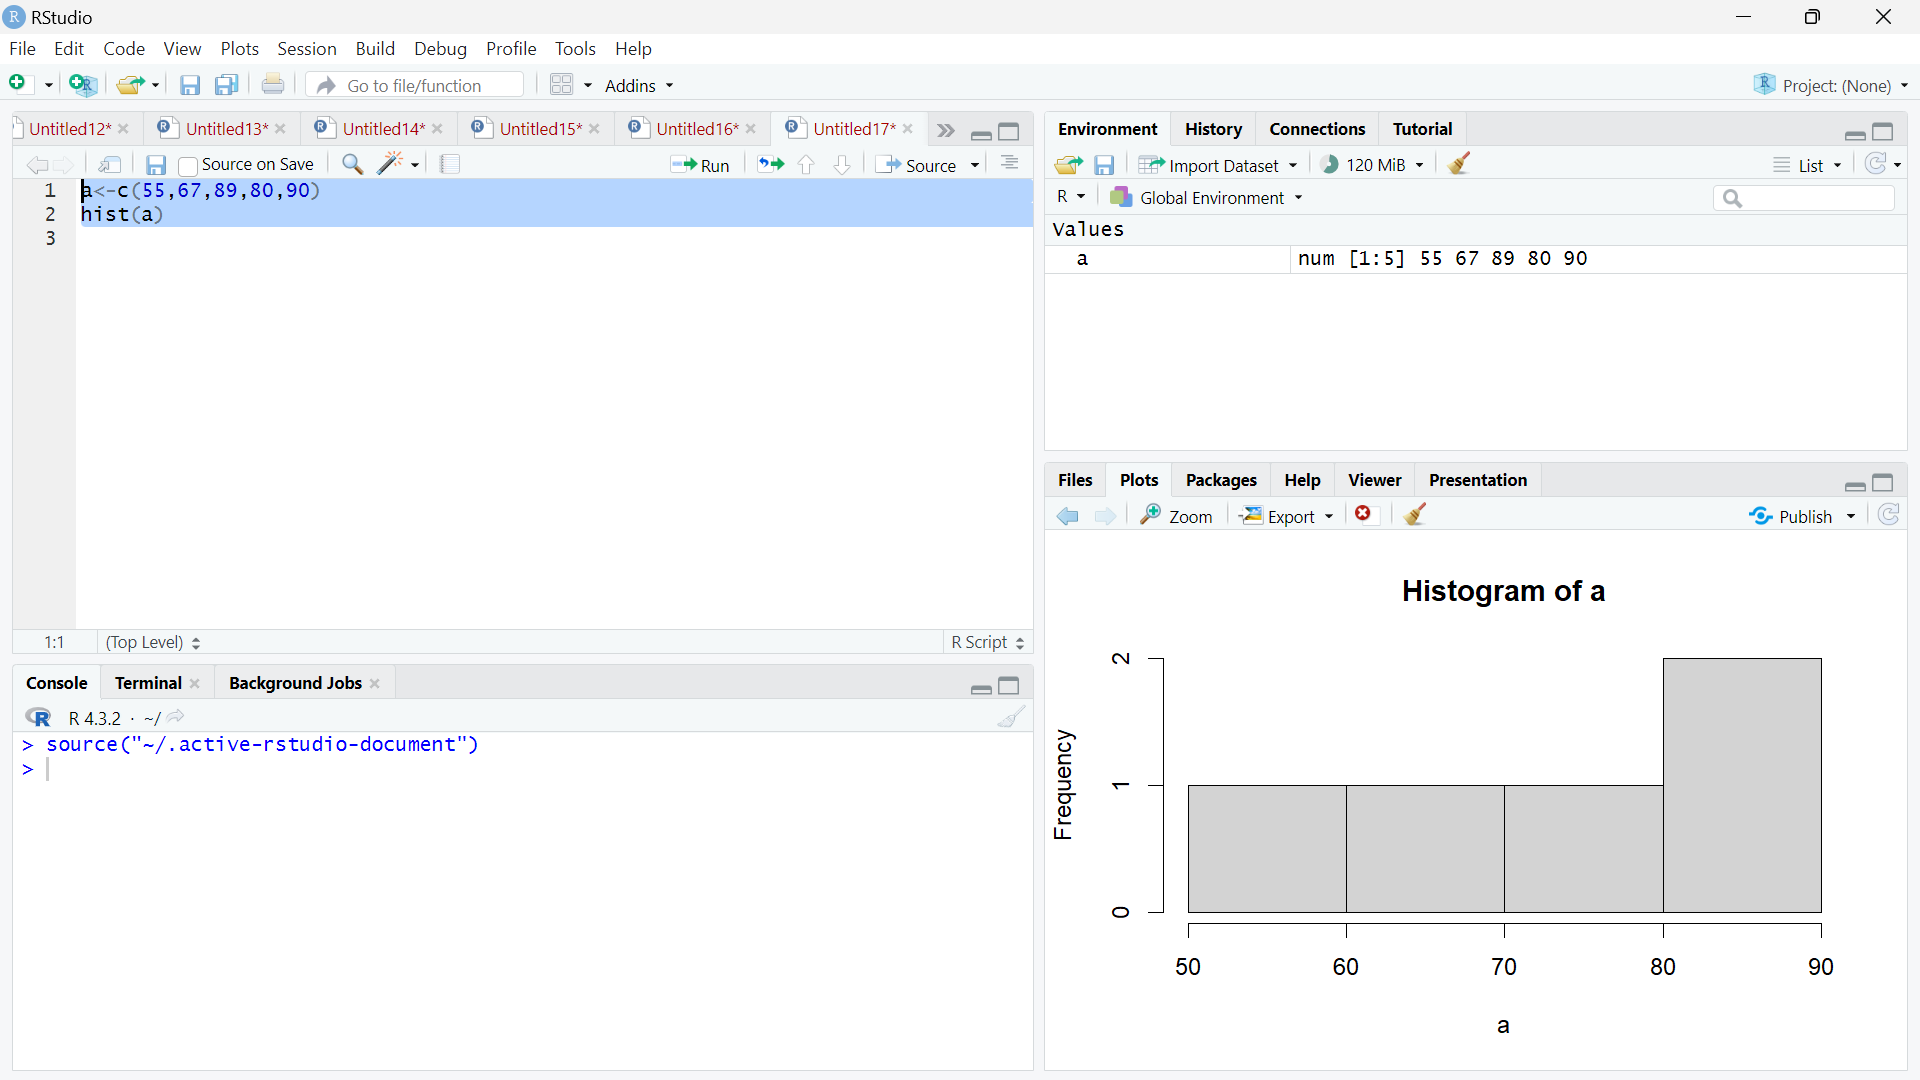 RStudio
File Edit Code View Plots Session Build Debug Profile Tools Help
Go to file/function Addins Project: (None)
Untitled12* Untitled13* Untitled14* Untitled15* Untitled16* Untitled17*
Source on Save Run Source
1 a<-c(55,67,89,80,90)
2 hist(a)
3
1:1 (Top Level) R Script
Console Terminal Background Jobs
R 4.3.2 · ~/
> source("~/.active-rstudio-document")
>
Environment History Connections Tutorial
Import Dataset 120 MiB List
R Global Environment
Values
a num [1:5] 55 67 89 80 90
Files Plots Packages Help Viewer Presentation
Zoom Export Publish
Histogram of a
Frequency
2
1
0
50 60 70 80 90
a